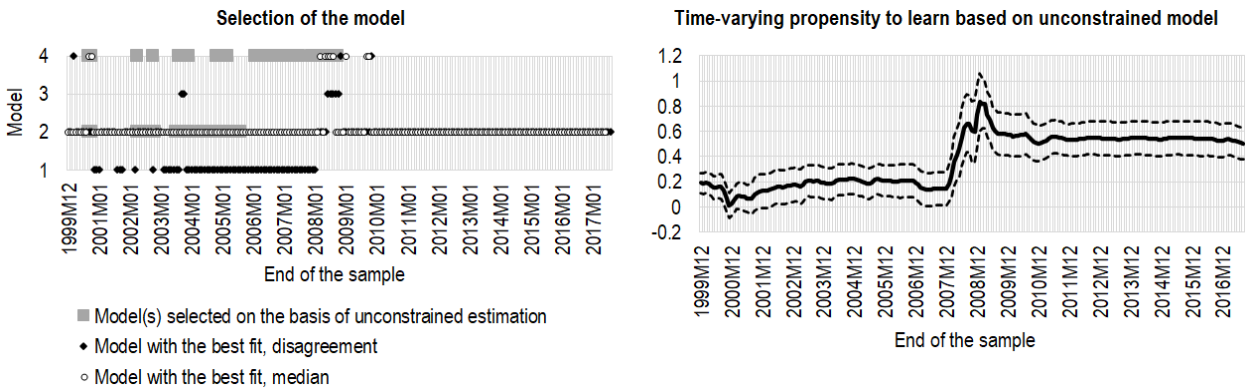 Selection of the model
4
3
2
1
Model
1999M12
2001M01
2002M01
2003M01
2004M01
2005M01
2006M01
2007M01
2008M01
2009M01
2010M01
2011M01
2012M01
2013M01
2014M01
2015M01
2016M01
2017M01
End of the sample
Model(s) selected on the basis of unconstrained estimation
Model with the best fit, disagreement
Model with the best fit, median
Time-varying propensity to learn based on unconstrained model
1.2
1
0.8
0.6
0.4
0.2
0
-0.2
1999M12
2000M12
2001M12
2002M12
2003M12
2004M12
2005M12
2006M12
2007M12
2008M12
2009M12
2010M12
2011M12
2012M12
2013M12
2014M12
2015M12
2016M12
End of the sample